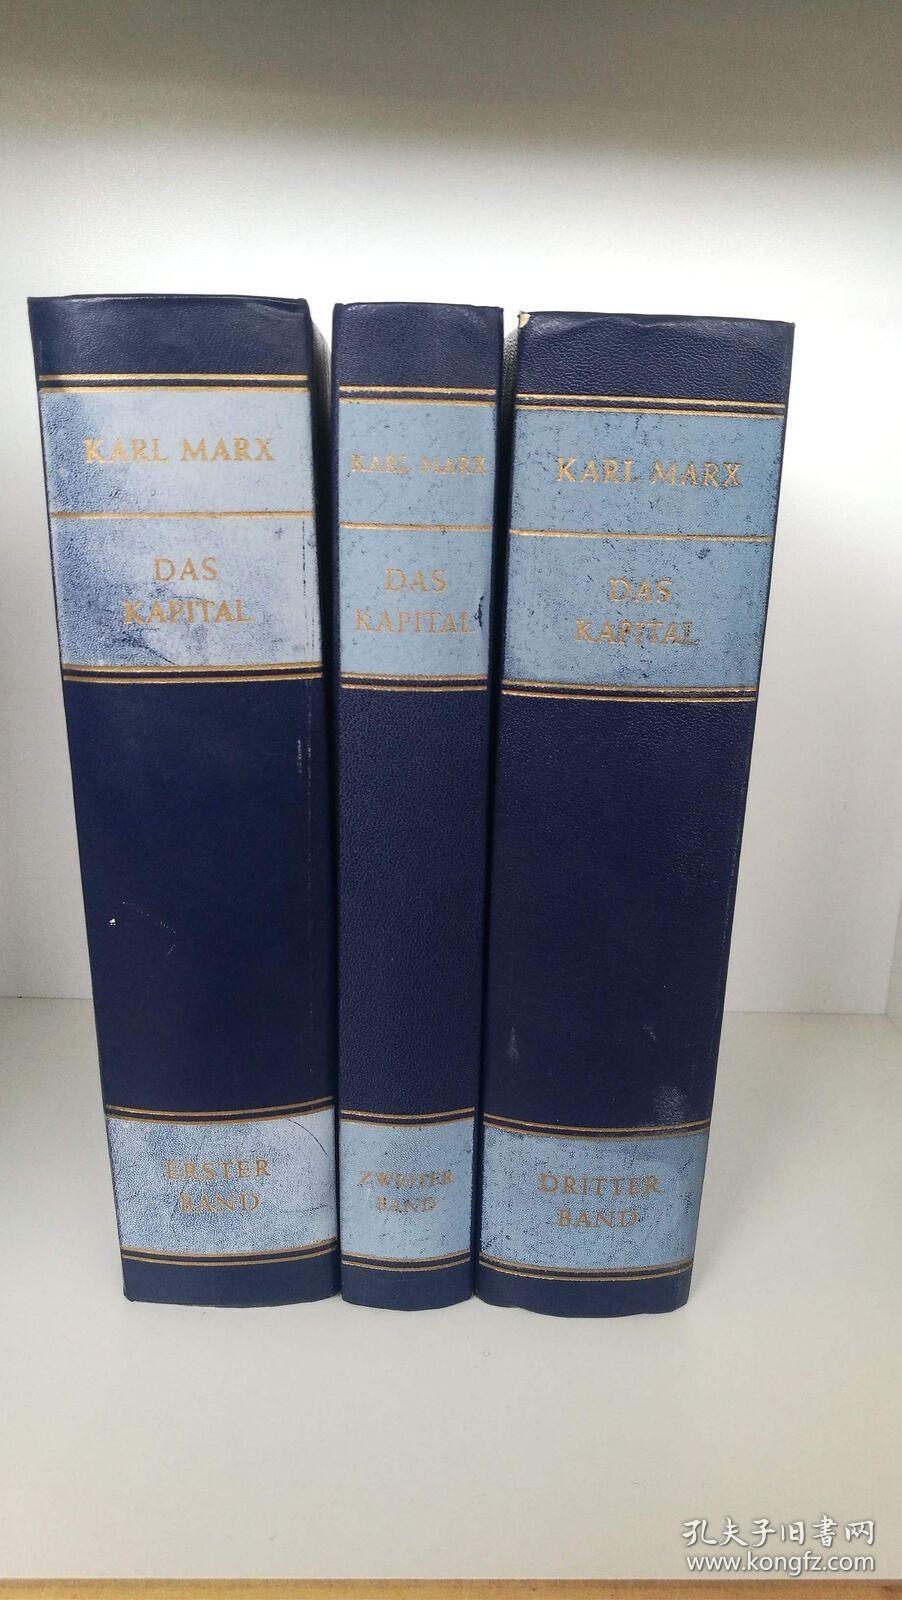 KARL MARX
DAS
KAPITAL
ERSTER
BAND
KARL MARX
DAS
KAPITAL
ZWEITER
BAND
KARL MARX
DAS
KAPITAL
DRITTER
BAND
孔夫子旧書网
www.kongfz.com